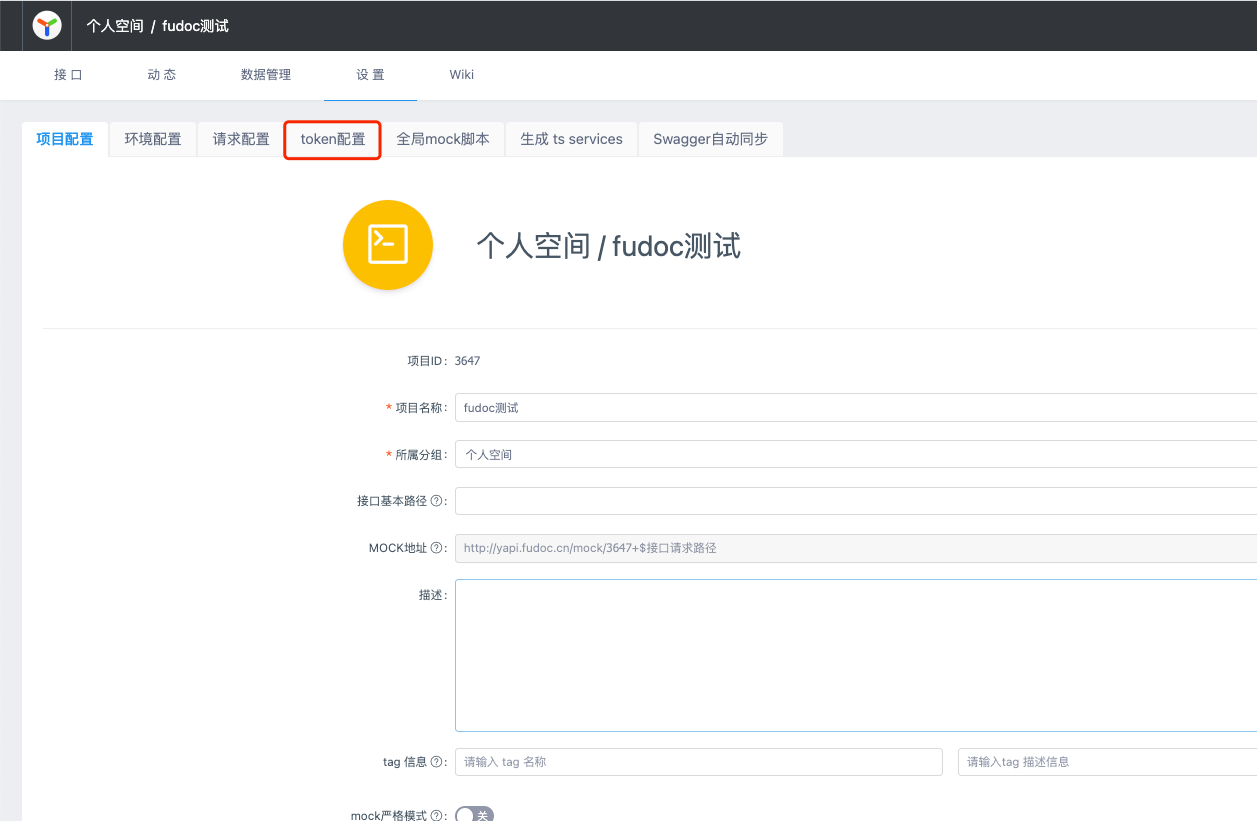 个人空间 / fudoc测试
接 口 动 态 数据管理 设 置 Wiki
项目配置 环境配置 请求配置 token配置 全局mock脚本 生成 ts services Swagger自动同步
个人空间 / fudoc测试
项目ID: 3647
* 项目名称: fudoc测试
* 所属分组: 个人空间
接口基本路径 ?:
MOCK地址 ?: http://yapi.fudoc.cn/mock/3647+$接口请求路径
描述:
tag 信息 ?: 请输入 tag 名称 请输入tag 描述信息
mock严格模式 ?: 关